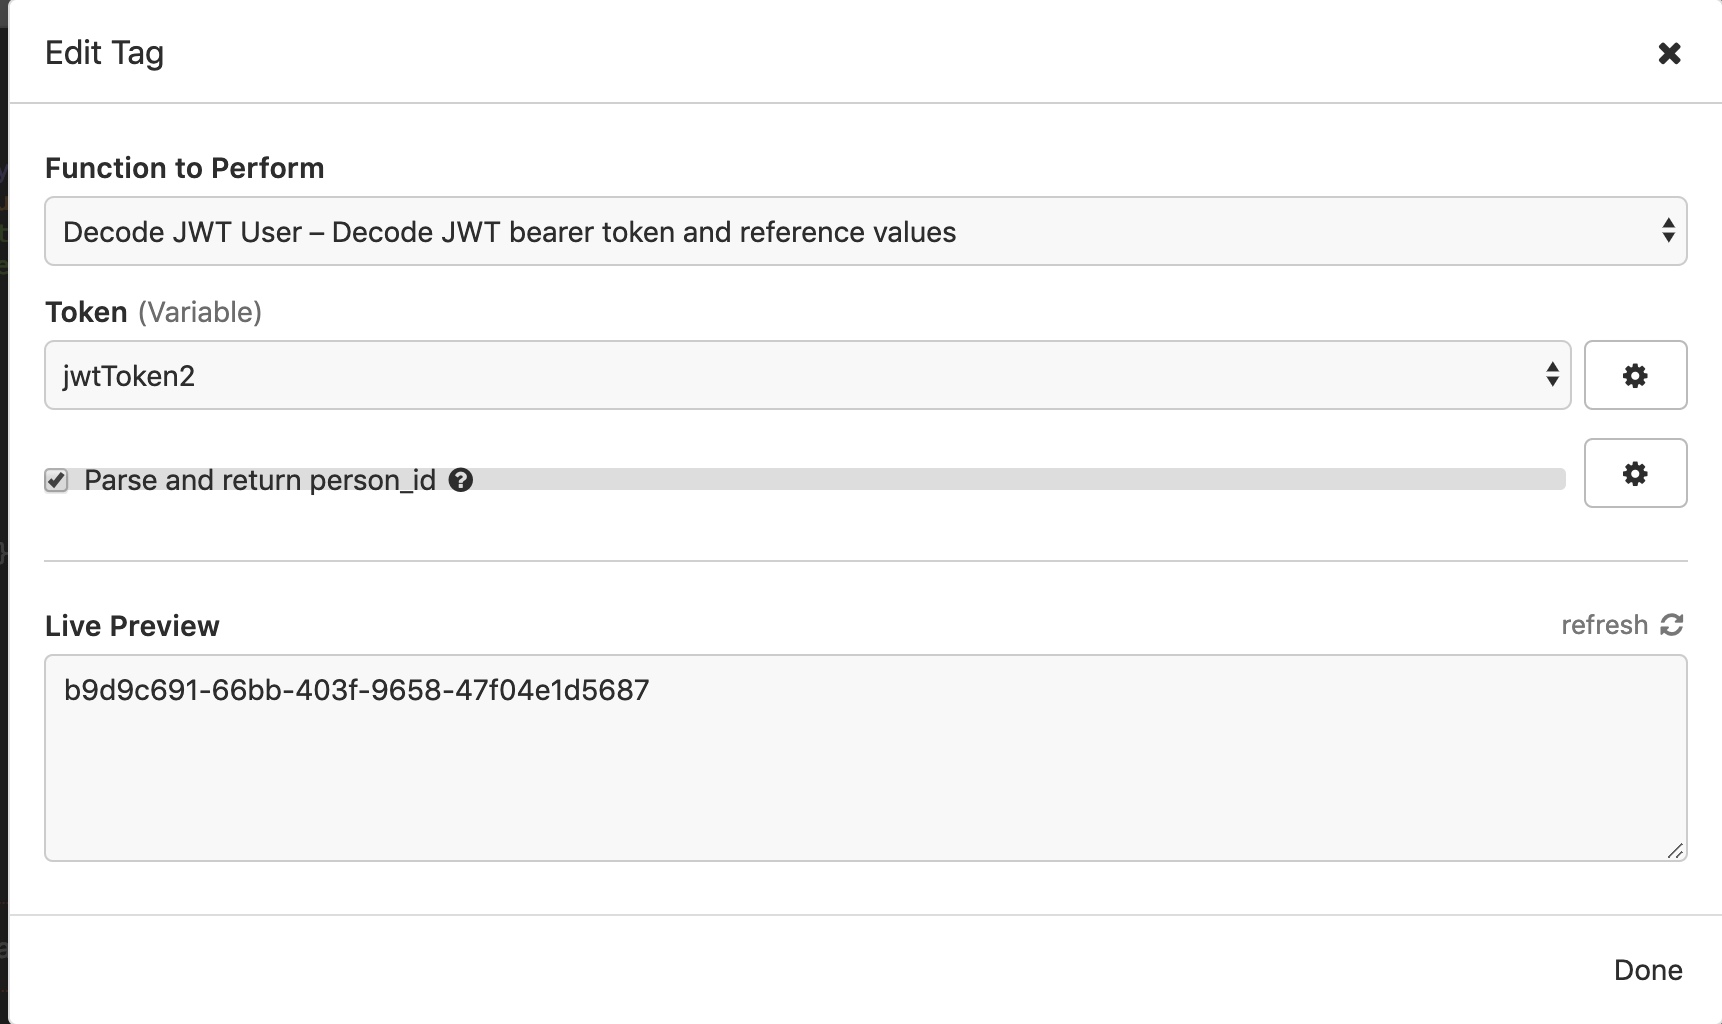 Edit Tag
Function to Perform
Decode JWT User – Decode JWT bearer token and reference values
Token (Variable)
jwtToken2
Parse and return person_id
Live Preview
refresh
b9d9c691-66bb-403f-9658-47f04e1d5687
Done